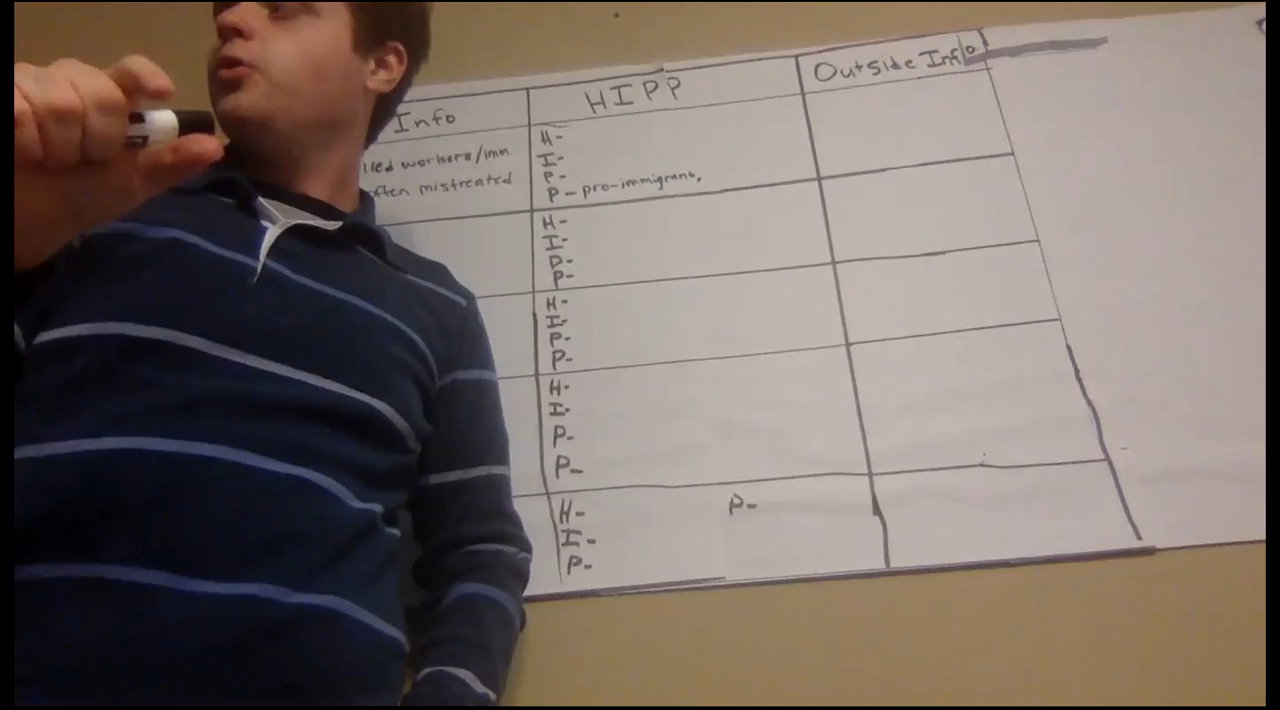 Info
HIPP
Outside Info
lled workers/imm
often mistreated
H-
I-
P-
P- pro-immigrant,
H-
I-
P-
P-
H-
I-
P-
P-
H-
I-
P-
P-
H-
I-
P-
P-